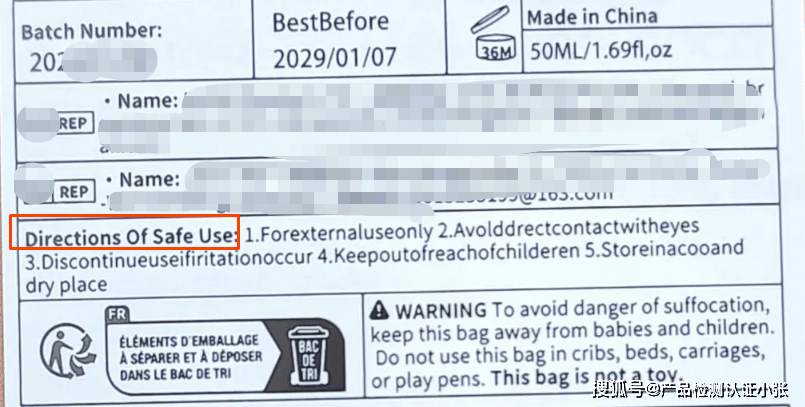 Batch Number:
202
BestBefore
2029/01/07
36M
Made in China
50ML/1.69fl,oz
REP
· Name:
REP
· Name:
@163.com
Directions Of Safe Use: 1.Forexternaluseonly 2.Avolddrectcontactwitheyes
3.Discontinueuseifiritationoccur 4.Keepoutofreachofchilderen 5.Storeinacooand
dry place
FR
ÉLÉMENTS D'EMBALLAGE
À SÉPARER ET À DÉPOSER
DANS LE BAC DE TRI
BAC
DE
TRI
WARNING To avoid danger of suffocation,
keep this bag away from babies and children.
Do not use this bag in cribs, beds, carriages,
or play pens. This bag is not a toy.
搜狐号@产品检测认证小张